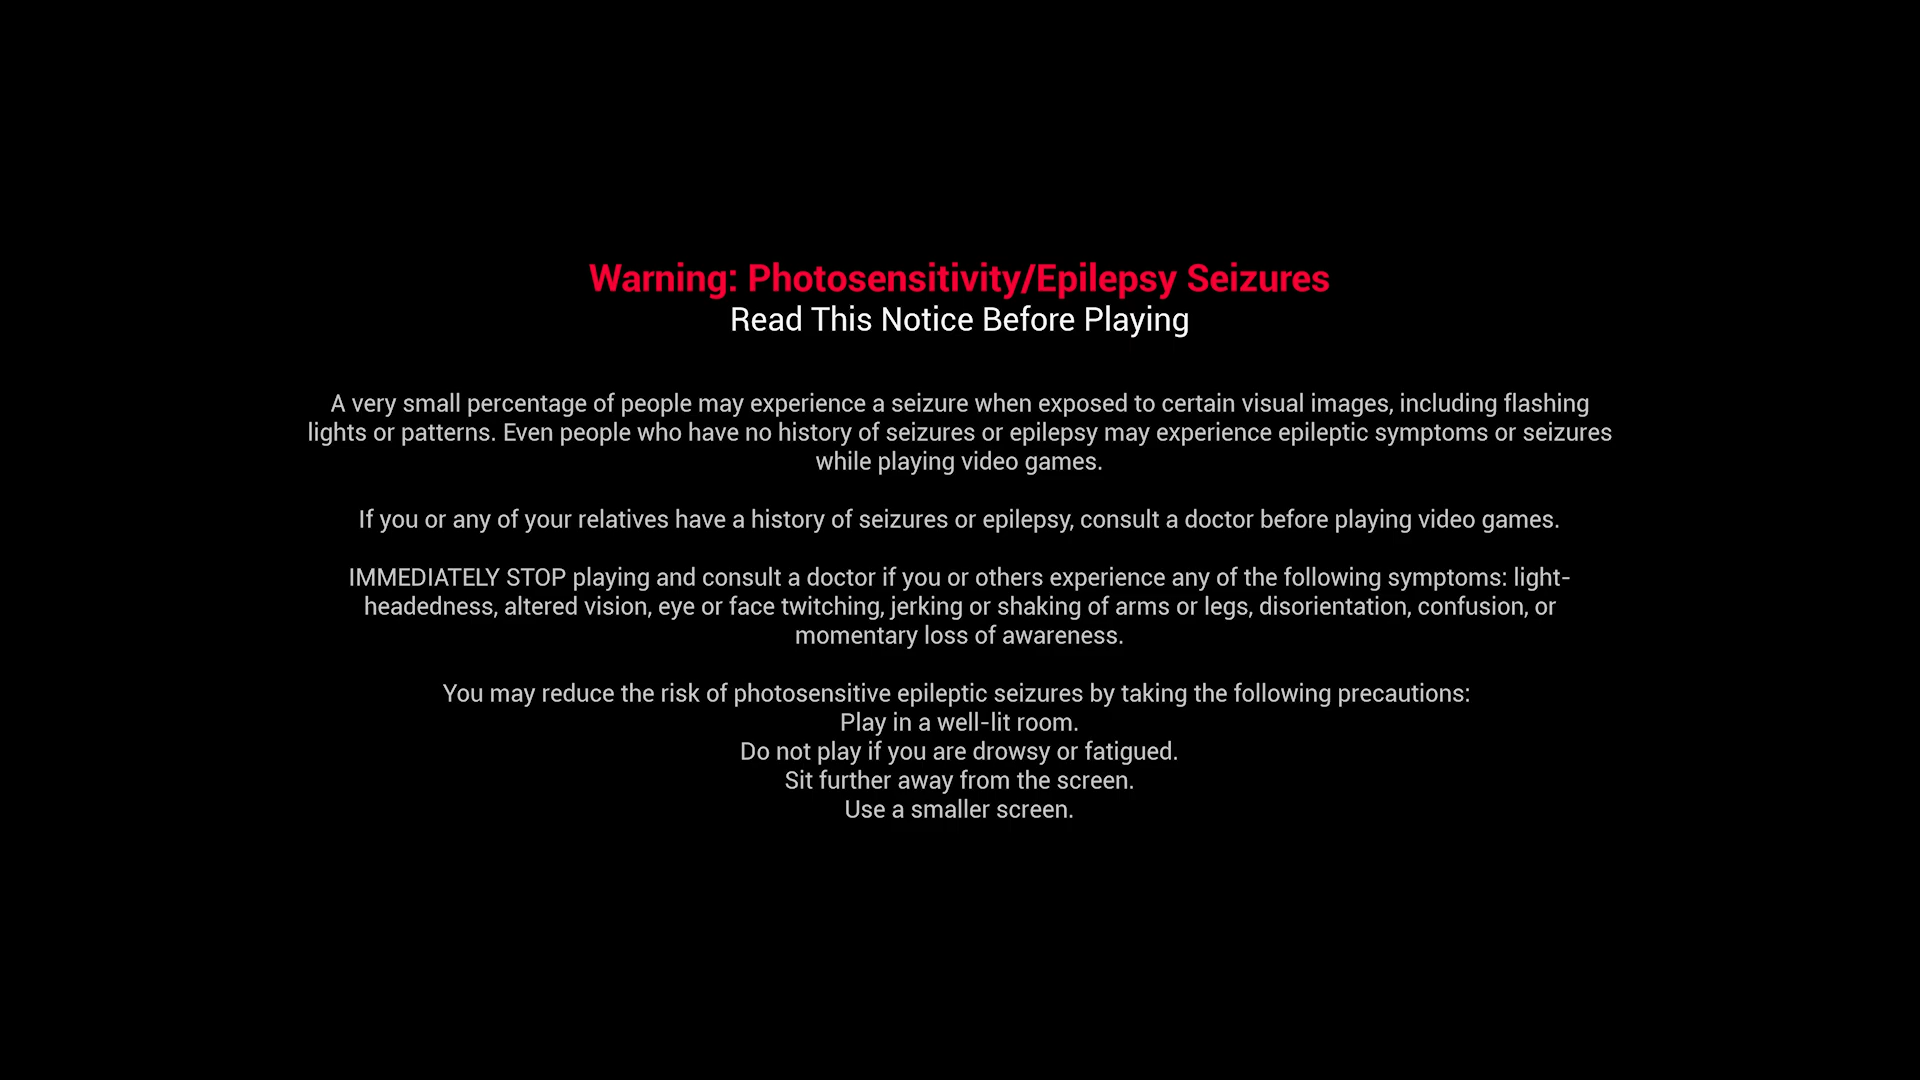 Warning: Photosensitivity/Epilepsy Seizures
Read This Notice Before Playing
A very small percentage of people may experience a seizure when exposed to certain visual images, including flashing
lights or patterns. Even people who have no history of seizures or epilepsy may experience epileptic symptoms or seizures
while playing video games.
If you or any of your relatives have a history of seizures or epilepsy, consult a doctor before playing video games.
IMMEDIATELY STOP playing and consult a doctor if you or others experience any of the following symptoms: light-
headedness, altered vision, eye or face twitching, jerking or shaking of arms or legs, disorientation, confusion, or
momentary loss of awareness.
You may reduce the risk of photosensitive epileptic seizures by taking the following precautions:
Play in a well-lit room.
Do not play if you are drowsy or fatigued.
Sit further away from the screen.
Use a smaller screen.